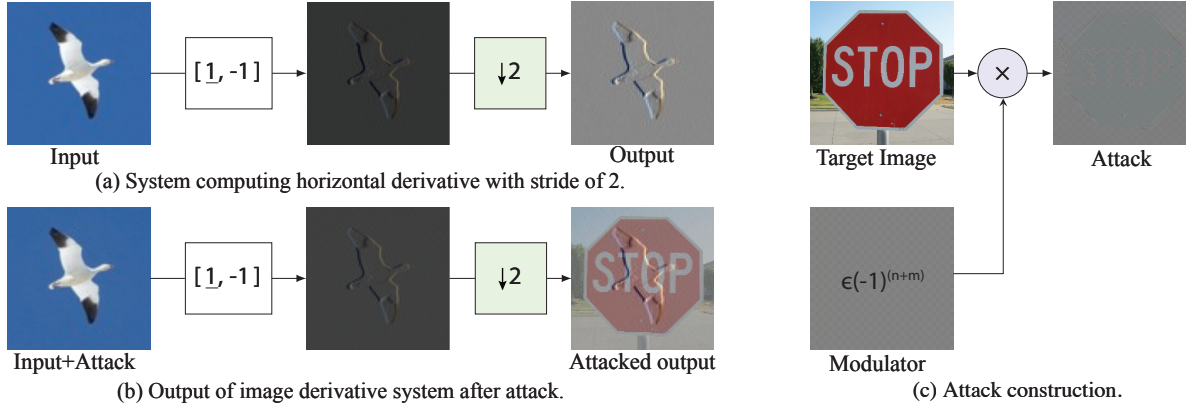 [1, -1]
↓2
Input
Output
(a) System computing horizontal derivative with stride of 2.
[1, -1]
↓2
Input+Attack
Attacked output
STOP
(b) Output of image derivative system after attack.
STOP
×
Target Image
Attack
ϵ(-1)^(n+m)
Modulator
(c) Attack construction.